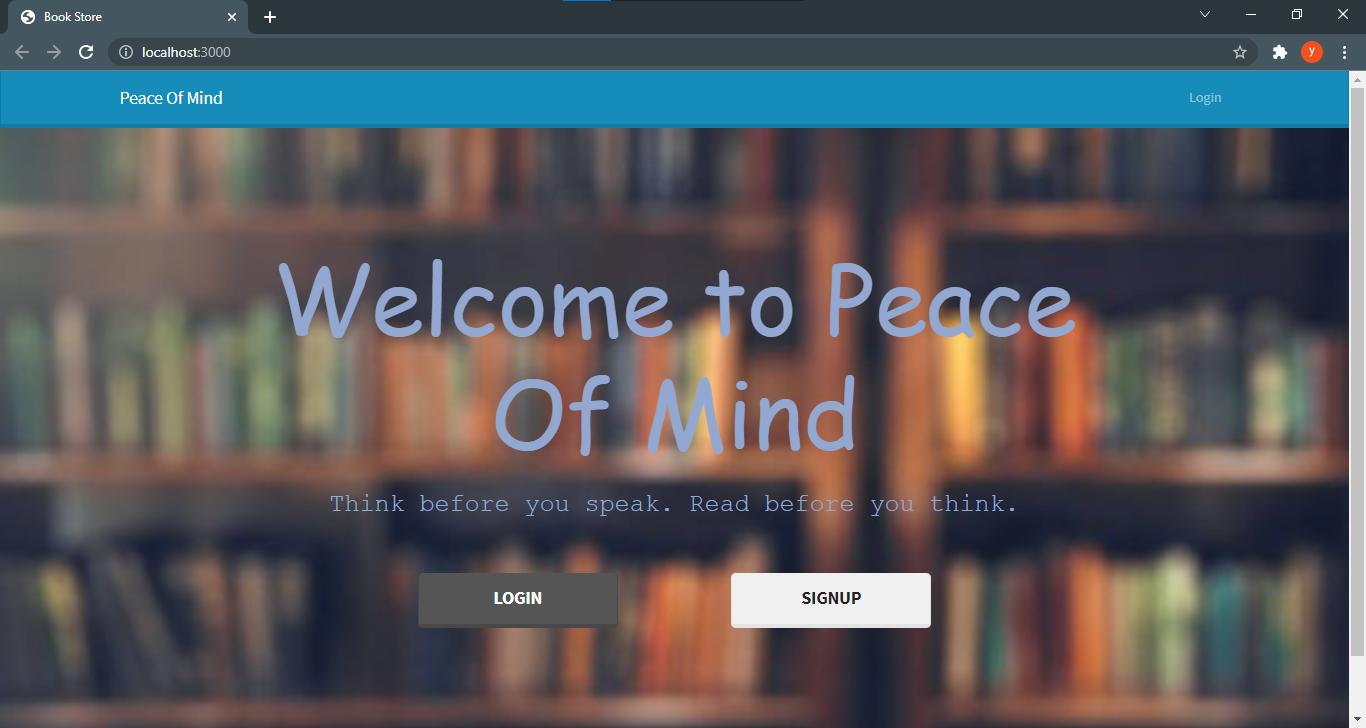 Book Store
localhost:3000
y
Peace Of Mind
Login
Welcome to Peace
Of Mind
Think before you speak. Read before you think.
LOGIN
SIGNUP